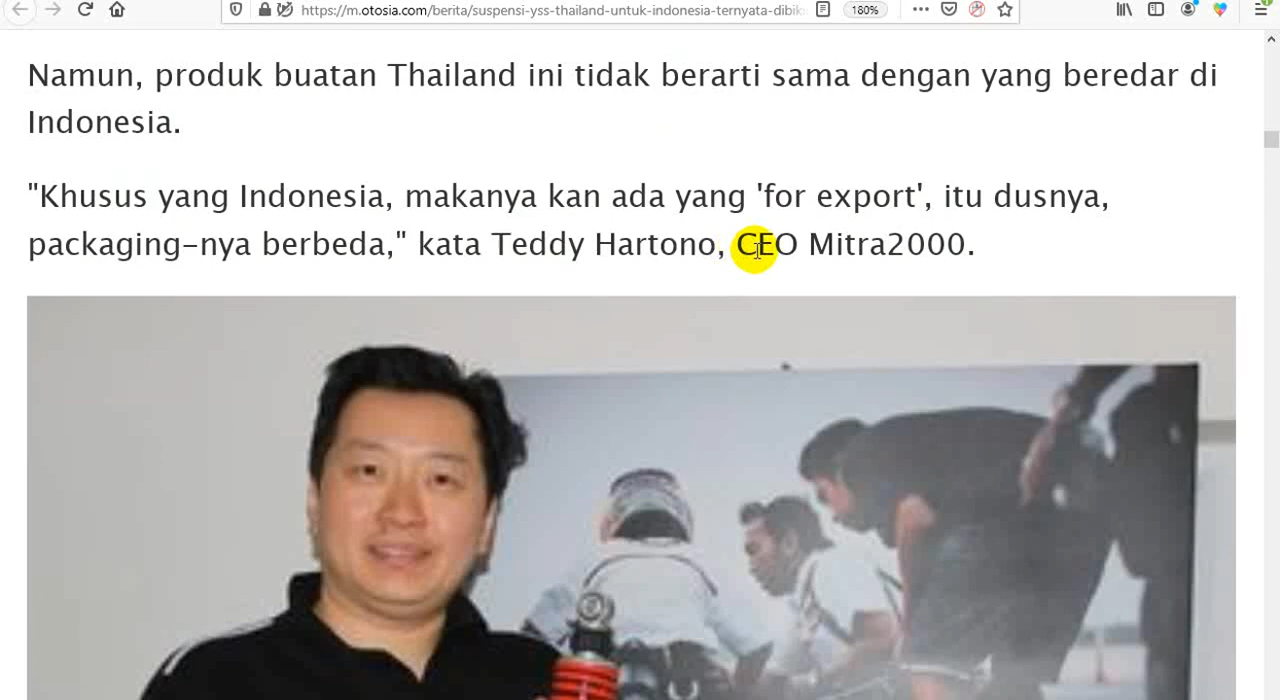 https://m.otosia.com/berita/suspensi-yss-thailand-untuk-indonesia-ternyata-dibik
180%
Namun, produk buatan Thailand ini tidak berarti sama dengan yang beredar di
Indonesia.
"Khusus yang Indonesia, makanya kan ada yang 'for export', itu dusnya,
packaging-nya berbeda," kata Teddy Hartono, CEO Mitra2000.